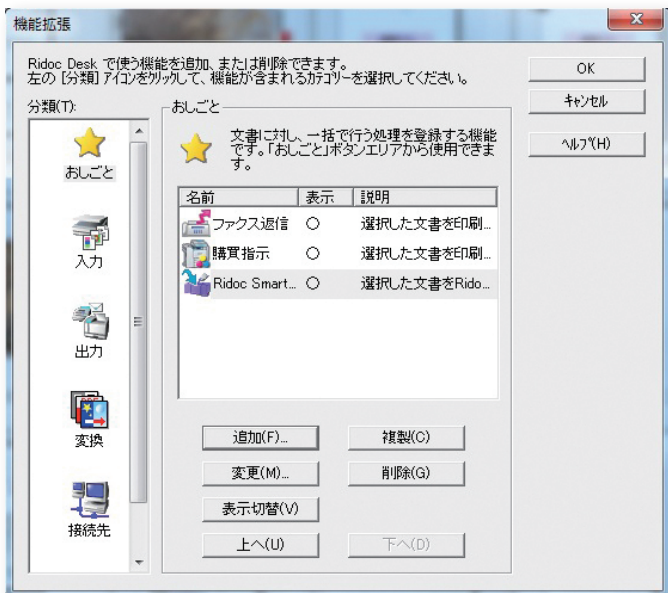 機能拡張
Ridoc Desk で使う機能を追加、または削除できます。
左の [分類] アイコンをクリックして、機能が含まれるカテゴリーを選択してください。
OK
キャンセル
ヘルプ(H)
分類(T):
おしごと
入力
出力
変換
接続先
おしごと
文書に対し、一括で行う処理を登録する機能
です。「おしごと」ボタンエリアから使用できま
す。
名前 表示 説明
ファクス返信 ○ 選択した文書を印刷...
購買指示 ○ 選択した文書を印刷...
Ridoc Smart... ○ 選択した文書をRido...
追加(F)... 複製(C)
変更(M)... 削除(G)
表示切替(V)
上へ(U) 下へ(D)